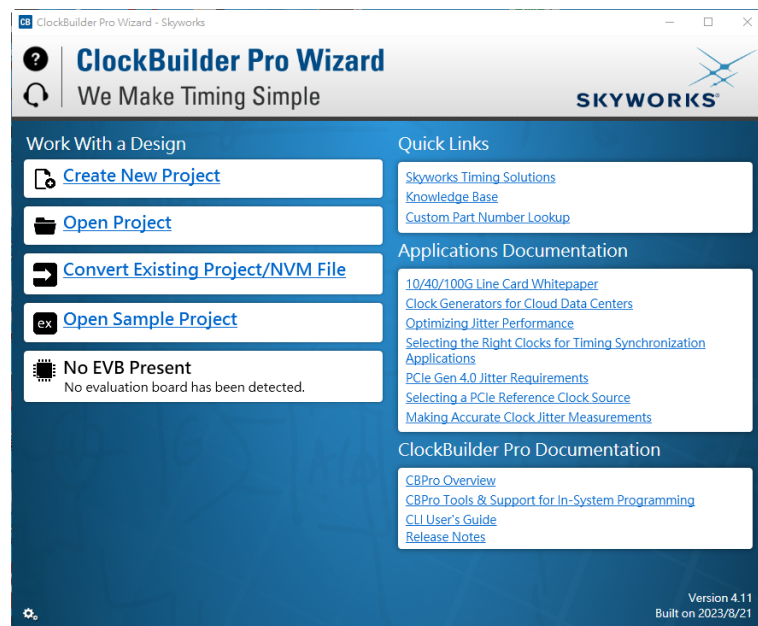 CB ClockBuilder Pro Wizard - Skyworks
? ClockBuilder Pro Wizard
We Make Timing Simple
SKYWORKS®
Work With a Design
Create New Project
Open Project
Convert Existing Project/NVM File
ex Open Sample Project
No EVB Present
No evaluation board has been detected.
Quick Links
Skyworks Timing Solutions
Knowledge Base
Custom Part Number Lookup
Applications Documentation
10/40/100G Line Card Whitepaper
Clock Generators for Cloud Data Centers
Optimizing Jitter Performance
Selecting the Right Clocks for Timing Synchronization
Applications
PCIe Gen 4.0 Jitter Requirements
Selecting a PCIe Reference Clock Source
Making Accurate Clock Jitter Measurements
ClockBuilder Pro Documentation
CBPro Overview
CBPro Tools & Support for In-System Programming
CLI User's Guide
Release Notes
Version 4.11
Built on 2023/8/21